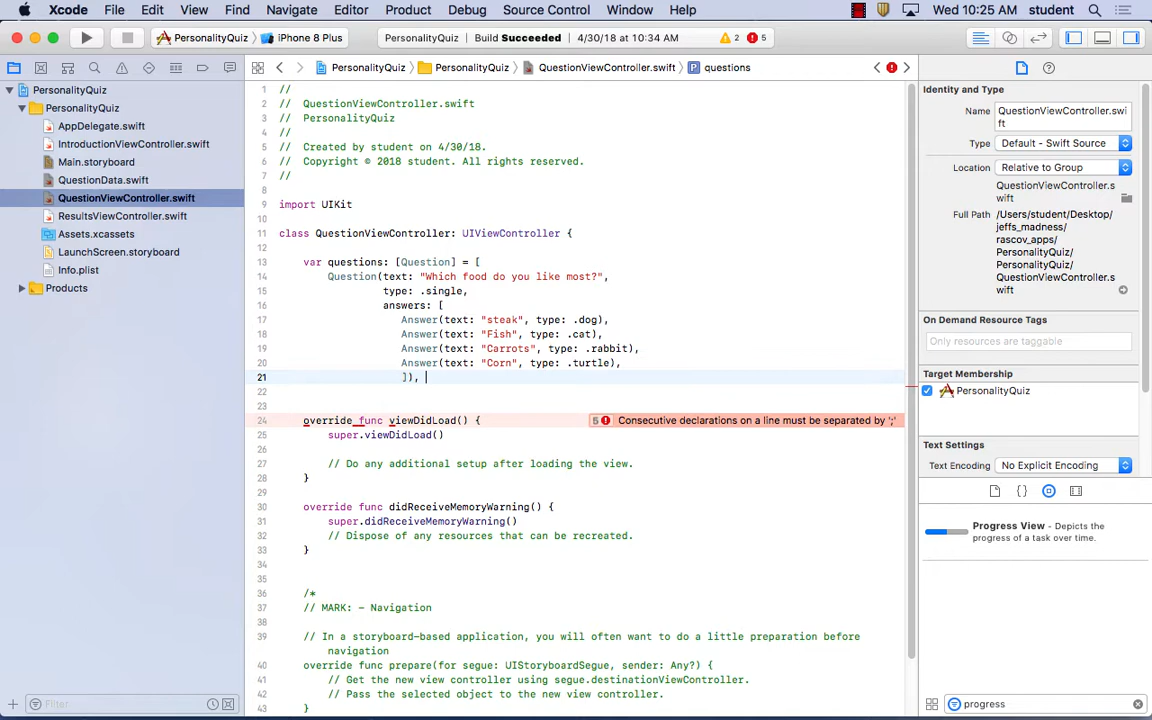 Xcode File Edit View Find Navigate Editor Product Debug Source Control Window Help Wed 10:25 AM student
PersonalityQuiz iPhone 8 Plus PersonalityQuiz Build Succeeded 4/30/18 at 10:34 AM 2 5
PersonalityQuiz PersonalityQuiz QuestionViewController.swift P questions
PersonalityQuiz
PersonalityQuiz
AppDelegate.swift
IntroductionViewController.swift
Main.storyboard
QuestionData.swift
QuestionViewController.swift
ResultsViewController.swift
Assets.xcassets
LaunchScreen.storyboard
Info.plist
Products
Filter
1 //
2 // QuestionViewController.swift
3 // PersonalityQuiz
4 //
5 // Created by student on 4/30/18.
6 // Copyright © 2018 student. All rights reserved.
7 //
8
9 import UIKit
10
11 class QuestionViewController: UIViewController {
12
13 var questions: [Question] = [
14 Question(text: "Which food do you like most?",
15 type: .single,
16 answers: [
17 Answer(text: "steak", type: .dog),
18 Answer(text: "Fish", type: .cat),
19 Answer(text: "Carrots", type: .rabbit),
20 Answer(text: "Corn", type: .turtle),
21 ]),
22
23
24 override func viewDidLoad() { 5 Consecutive declarations on a line must be separated by ';'
25 super.viewDidLoad()
26
27 // Do any additional setup after loading the view.
28 }
29
30 override func didReceiveMemoryWarning() {
31 super.didReceiveMemoryWarning()
32 // Dispose of any resources that can be recreated.
33 }
34
35
36 /*
37 // MARK: - Navigation
38
39 // In a storyboard-based application, you will often want to do a little preparation before
navigation
40 override func prepare(for segue: UIStoryboardSegue, sender: Any?) {
41 // Get the new view controller using segue.destinationViewController.
42 // Pass the selected object to the new view controller.
43 }
Identity and Type
Name QuestionViewController.swi
ft
Type Default - Swift Source
Location Relative to Group
QuestionViewController.s
wift
Full Path /Users/student/Desktop/
jeffs_madness/
rascov_apps/
PersonalityQuiz/
PersonalityQuiz/
QuestionViewController.s
wift
On Demand Resource Tags
Only resources are taggable
Target Membership
PersonalityQuiz
Text Settings
Text Encoding No Explicit Encoding
Progress View - Depicts the
progress of a task over time.
progress